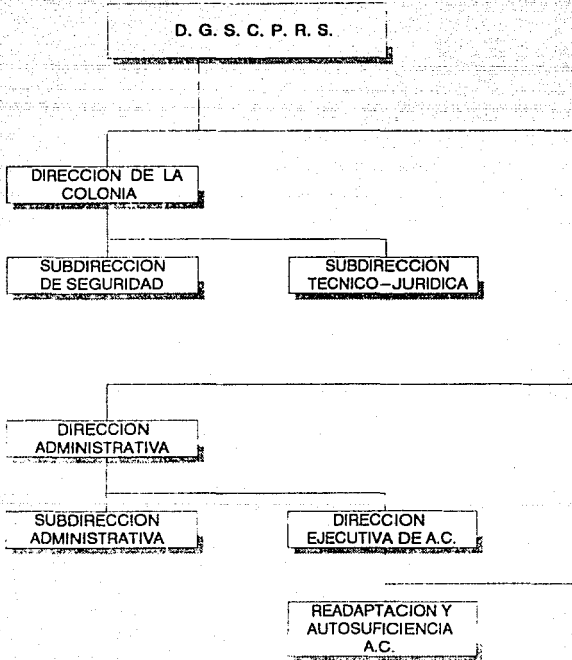 D. G. S. C. P. R. S.
DIRECCION DE LA
COLONIA
SUBDIRECCION
DE SEGURIDAD
SUBDIRECCION
TECNICO-JURIDICA
DIRECCION
ADMINISTRATIVA
SUBDIRECCION
ADMINISTRATIVA
DIRECCION
EJECUTIVA DE A.C.
READAPTACION Y
AUTOSUFICIENCIA
A.C.